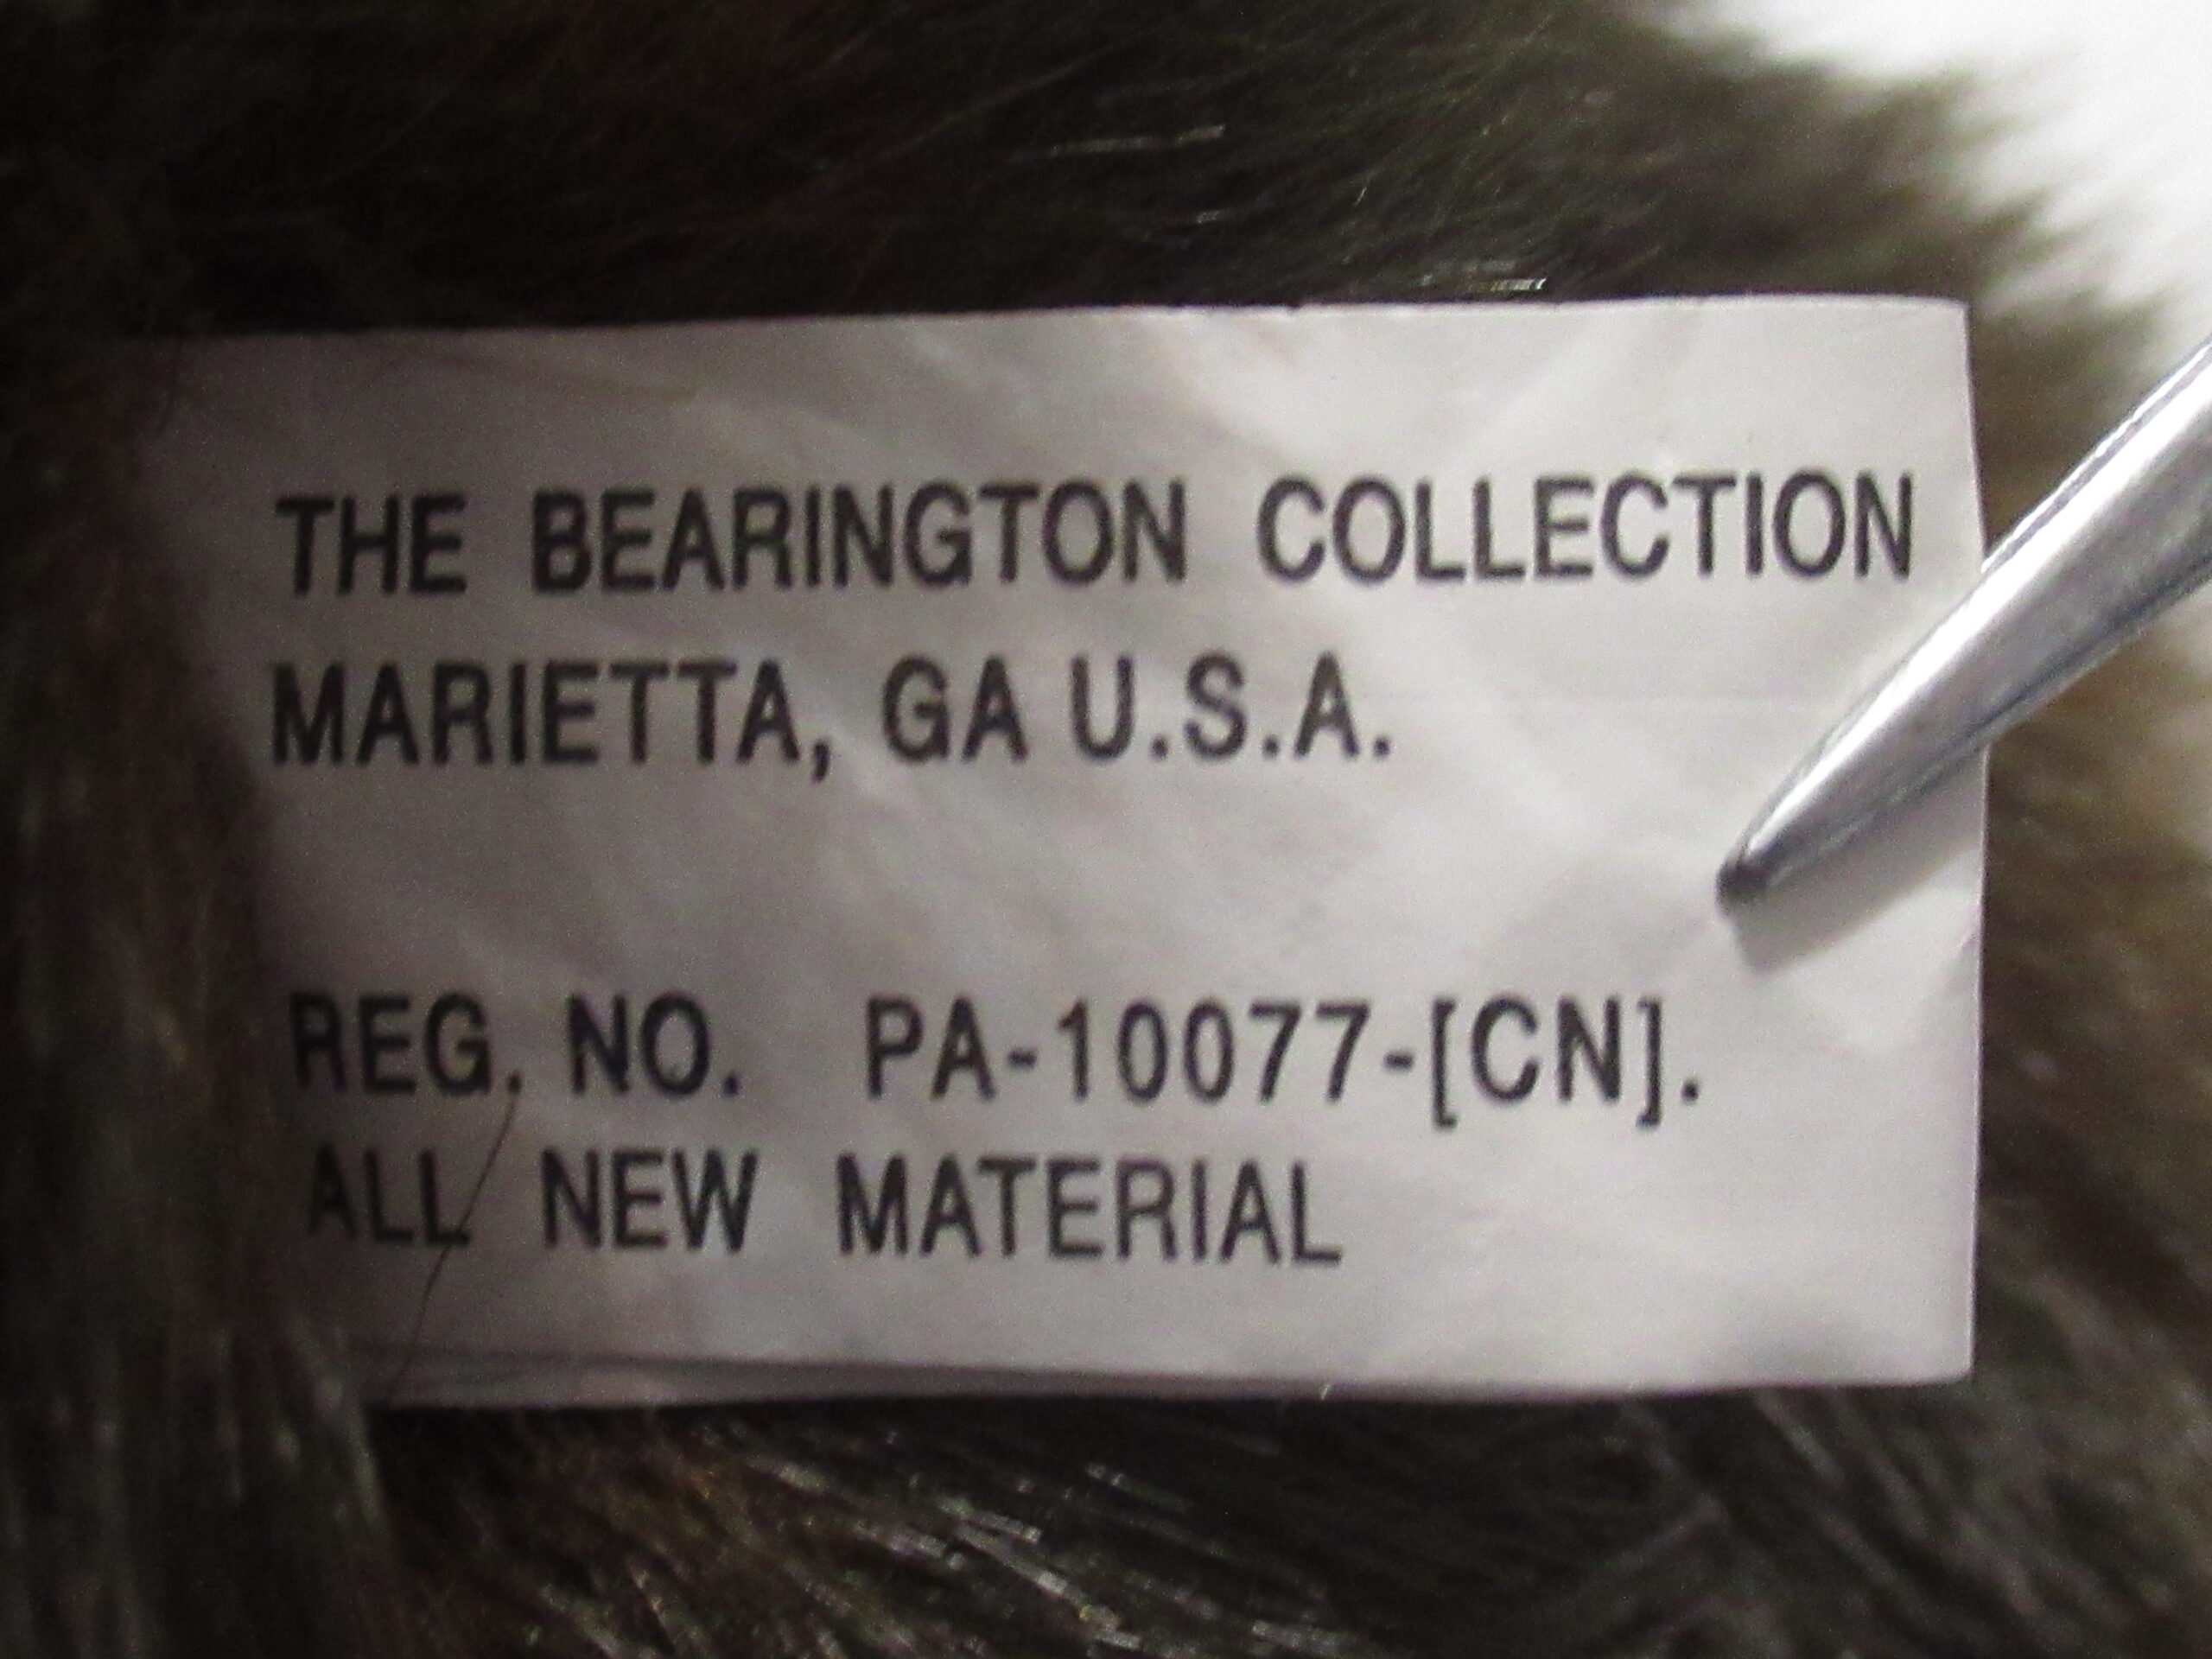 THE BEARINGTON COLLECTION
MARIETTA, GA U.S.A.
REG. NO. PA-10077-[CN].
ALL NEW MATERIAL